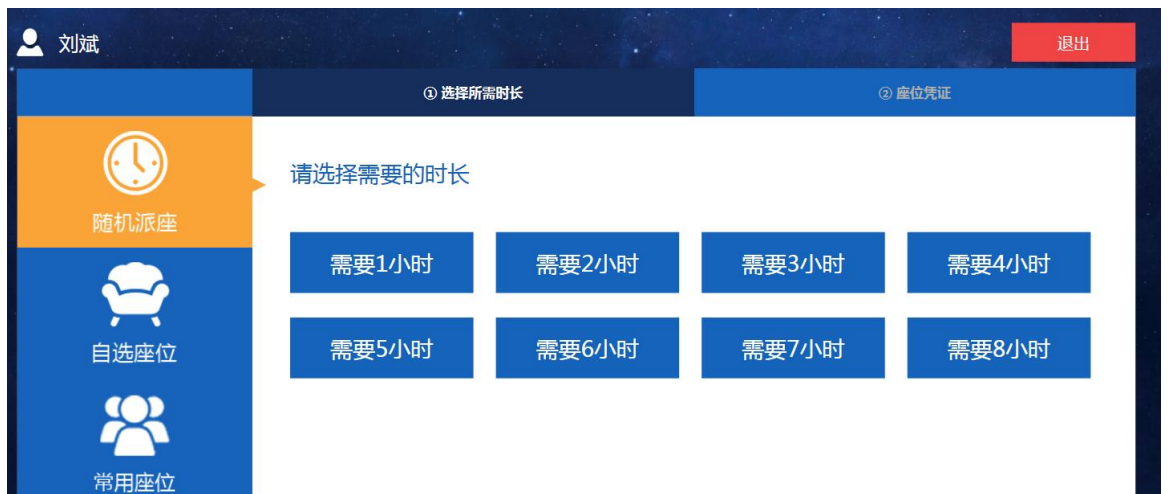 刘斌
退出
① 选择所需时长
② 座位凭证
随机派座
请选择需要的时长
需要1小时 需要2小时 需要3小时 需要4小时
自选座位
需要5小时 需要6小时 需要7小时 需要8小时
常用座位